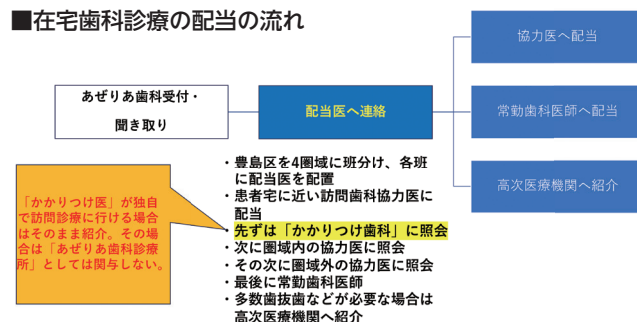 ■在宅歯科診療の配当の流れ
あぜりあ歯科受付・
聞き取り
配当医へ連絡
協力医へ配当
常勤歯科医師へ配当
高次医療機関へ紹介
「かかりつけ医」が独自
で訪問診療に行ける場合
はそのまま紹介。その場
合は「あぜりあ歯科診療
所」としては関与しない。
・豊島区を4圏域に班分け、各班
に配当医を配置
・患者宅に近い訪問歯科協力医に
配当
・先ずは「かかりつけ歯科」に照会
・次に圏域内の協力医に照会
・その次に圏域外の協力医に照会
・最後に常勤歯科医師
・多数歯抜歯などが必要な場合は
高次医療機関へ紹介